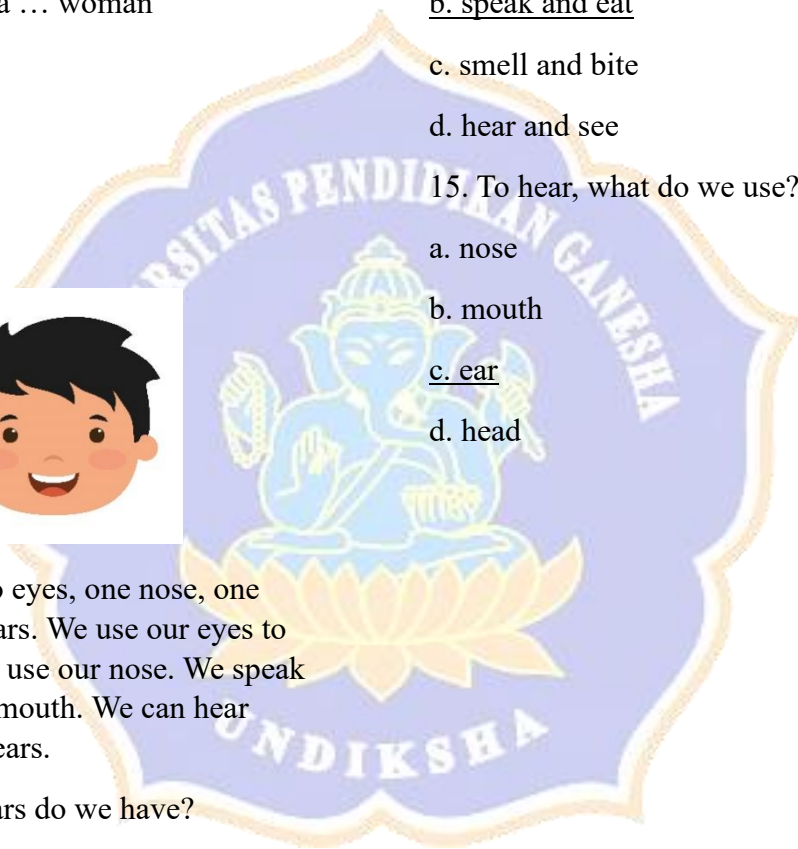 a … woman
eyes, one nose, one
ars. We use our eyes to
use our nose. We speak
mouth. We can hear
ears.
ars do we have?
b. speak and eat
c. smell and bite
d. hear and see
15. To hear, what do we use?
a. nose
b. mouth
c. ear
d. head
RSITAS PENDIDIKAN GANESHA
UNDIKSHA